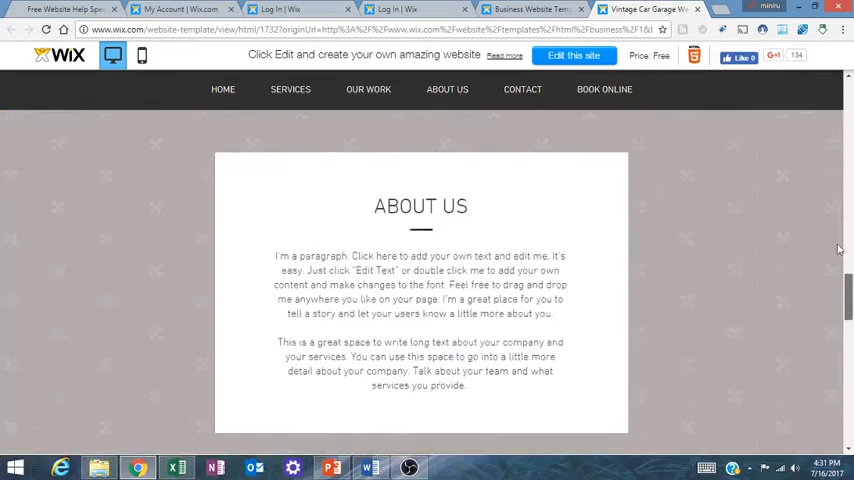 Free Website Help Spec
My Account | Wix.com
Log In | Wix
Log In | Wix
Business Website Tem
Vintage Car Garage We
miniru
www.wix.com/website-template/view/html/1732?originUrl=http%3A%2F%2Fwww.wix.com%2Fwebsite%2Ftemplates%2Fhtml%2Fbusiness%2F1&
WiX
Click Edit and create your own amazing website
Read more
Edit this site
Price: Free
HTML
Like 0
G+1
134
HOME SERVICES OUR WORK ABOUT US CONTACT BOOK ONLINE
ABOUT US
I'm a paragraph. Click here to add your own text and edit me. It's
easy. Just click “Edit Text” or double click me to add your own
content and make changes to the font. Feel free to drag and drop
me anywhere you like on your page. I'm a great place for you to
tell a story and let your users know a little more about you.
This is a great space to write long text about your company and
your services. You can use this space to go into a little more
detail about your company. Talk about your team and what
services you provide.
4:31 PM
7/16/2017